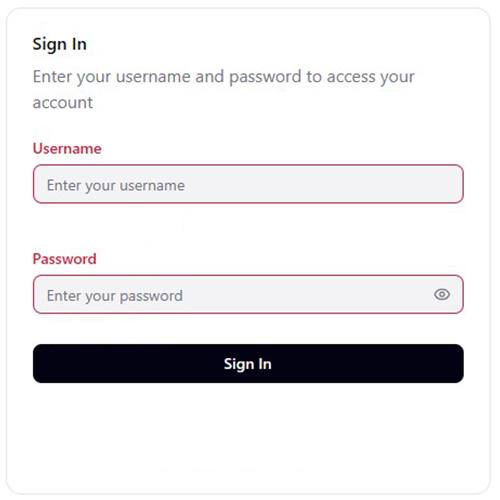 Sign In
Enter your username and password to access your
account
Username
Enter your username
Password
Enter your password
Sign In